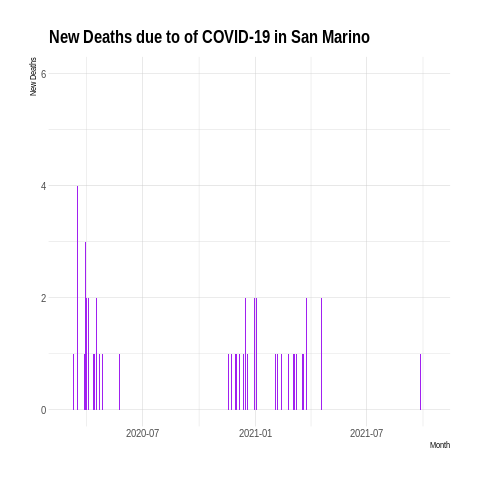 New Deaths due to of COVID-19 in San Marino
New Deaths
6
4
2
0
2020-07 2021-01 2021-07
Month